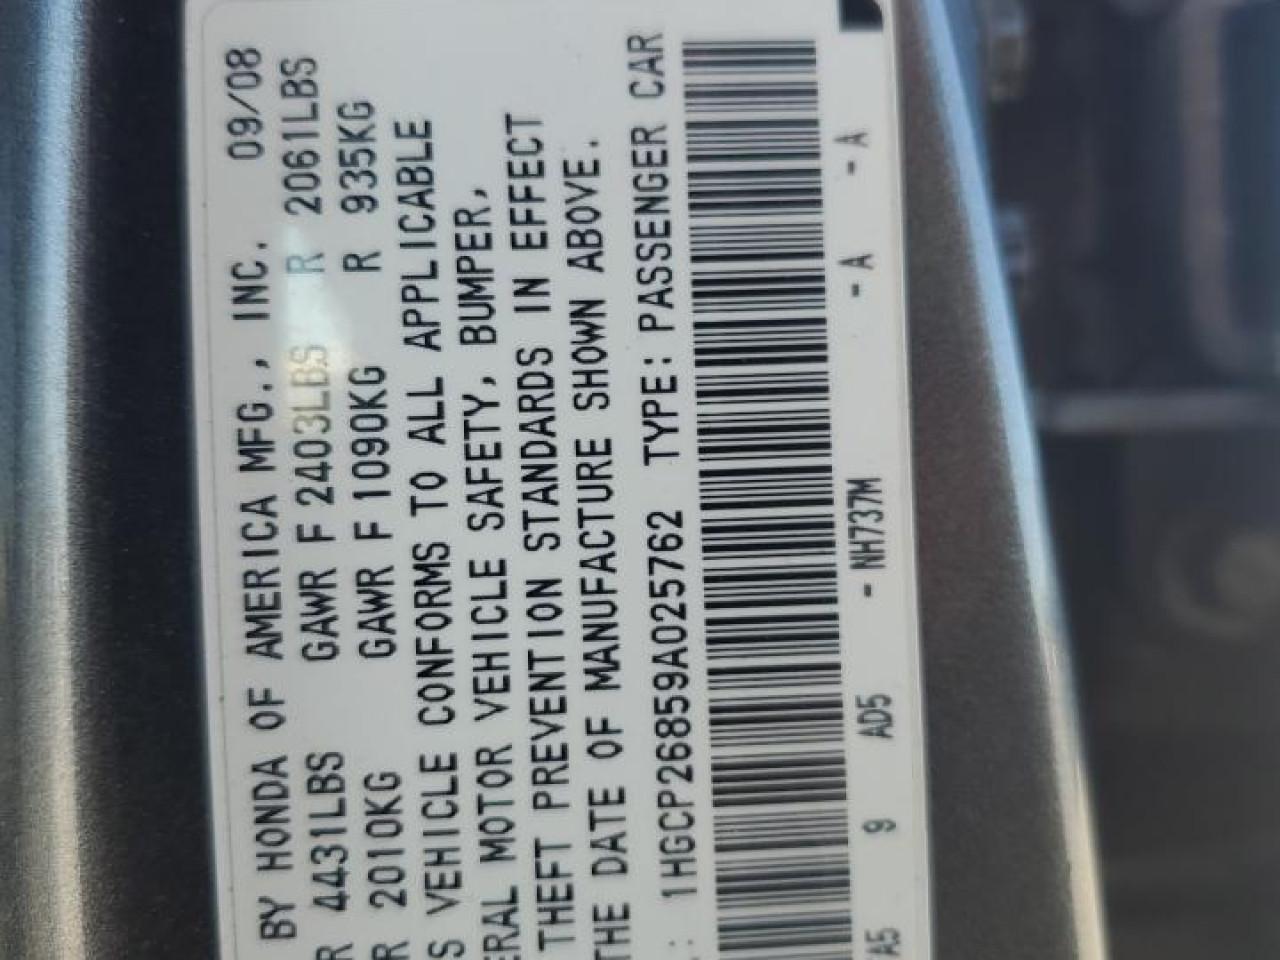 BY HONDA OF AMERICA MFG., INC. 09/08
R 4431LBS GAWR F 2403LBS R 2061LBS
R 2010KG GAWR F 1090KG R 935KG
S VEHICLE CONFORMS TO ALL APPLICABLE
ERAL MOTOR VEHICLE SAFETY, BUMPER,
THEFT PREVENTION STANDARDS IN EFFECT
THE DATE OF MANUFACTURE SHOWN ABOVE.
: 1HGCP26859A025762 TYPE: PASSENGER CAR
A5 9 AD5 - NH737M - A - A